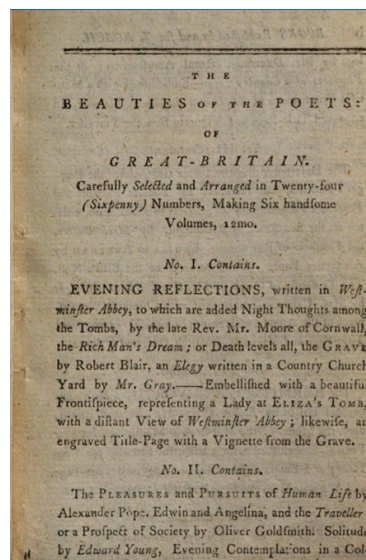 THE
BEAUTIES OF THE POETS:
OF
GREAT-BRITAIN.
Carefully Selected and Arranged in Twenty-four
(Sixpenny) Numbers, Making Six handſome
Volumes, 12mo.
No. I. Contains.
EVENING REFLECTIONS, written in Weſt-
minſter Abbey, to which are added Night Thoughts among
the Tombs, by the late Rev. Mr. Moore of Cornwall,
the Rich Man's Dream; or Death levels all, the GRAVE
by Robert Blair, an Elegy written in a Country Church
Yard by Mr. Gray.——Embelliſhed with a beautiful
Frontiſpiece, repreſenting a Lady at ELIZA's TOMB,
with a diſtant View of Weſtminſter Abbey; likewiſe, an
engraved Title-Page with a Vignette from the Grave.
No. II. Contains.
The PLEASURES and PURSUITS of Human Life by
Alexander Pope. Edwin and Angelina, and the Traveller
or a Proſpect of Society by Oliver Goldſmith. Solitude
by Edward Young, Evening Contemplations in a Col-